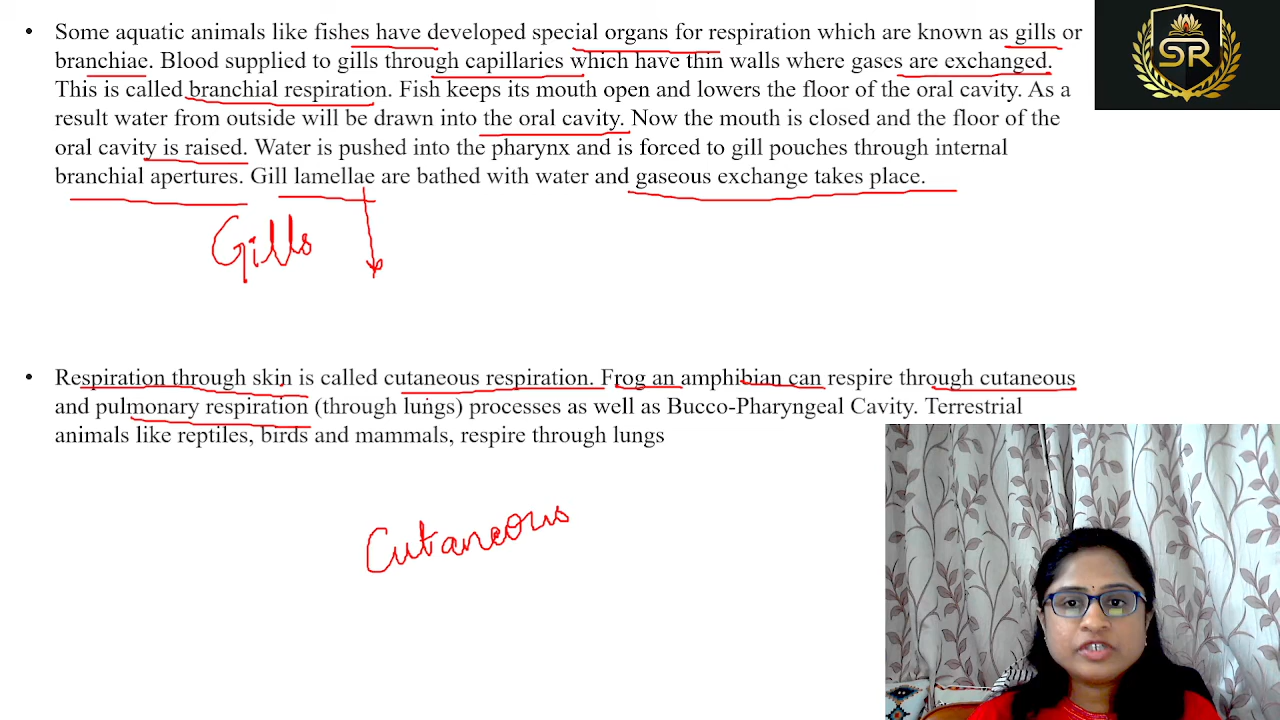 • Some aquatic animals like fishes have developed special organs for respiration which are known as gills or
branchiae. Blood supplied to gills through capillaries which have thin walls where gases are exchanged.
This is called branchial respiration. Fish keeps its mouth open and lowers the floor of the oral cavity. As a
result water from outside will be drawn into the oral cavity. Now the mouth is closed and the floor of the
oral cavity is raised. Water is pushed into the pharynx and is forced to gill pouches through internal
branchial apertures. Gill lamellae are bathed with water and gaseous exchange takes place.
Gills
• Respiration through skin is called cutaneous respiration. Frog an amphibian can respire through cutaneous
and pulmonary respiration (through lungs) processes as well as Bucco-Pharyngeal Cavity. Terrestrial
animals like reptiles, birds and mammals, respire through lungs
Cutaneous
SR